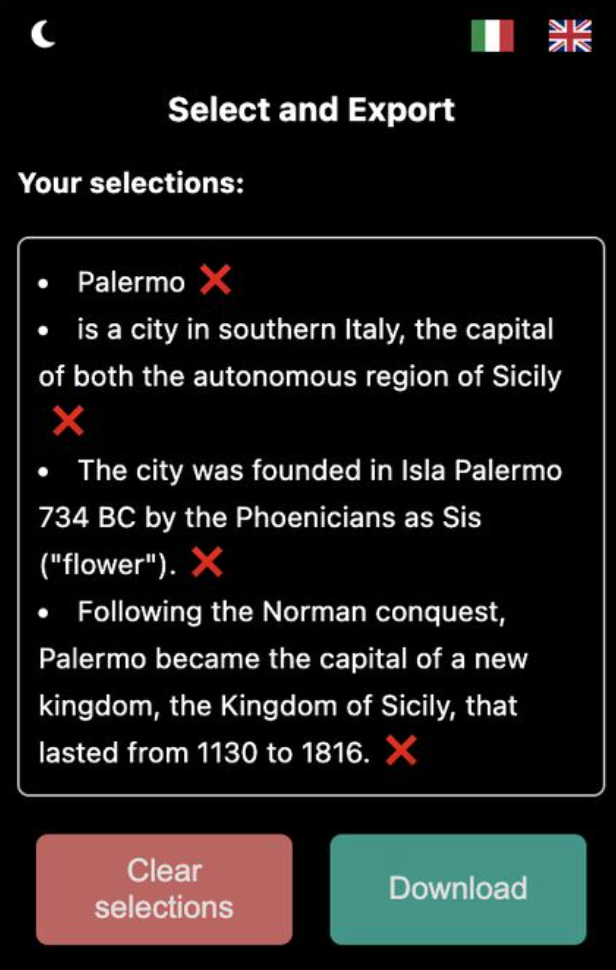 Select and Export
Your selections:
• Palermo ❌
• is a city in southern Italy, the capital
of both the autonomous region of Sicily
❌
• The city was founded in Isla Palermo
734 BC by the Phoenicians as Sis
("flower"). ❌
• Following the Norman conquest,
Palermo became the capital of a new
kingdom, the Kingdom of Sicily, that
lasted from 1130 to 1816. ❌
Clear
selections
Download